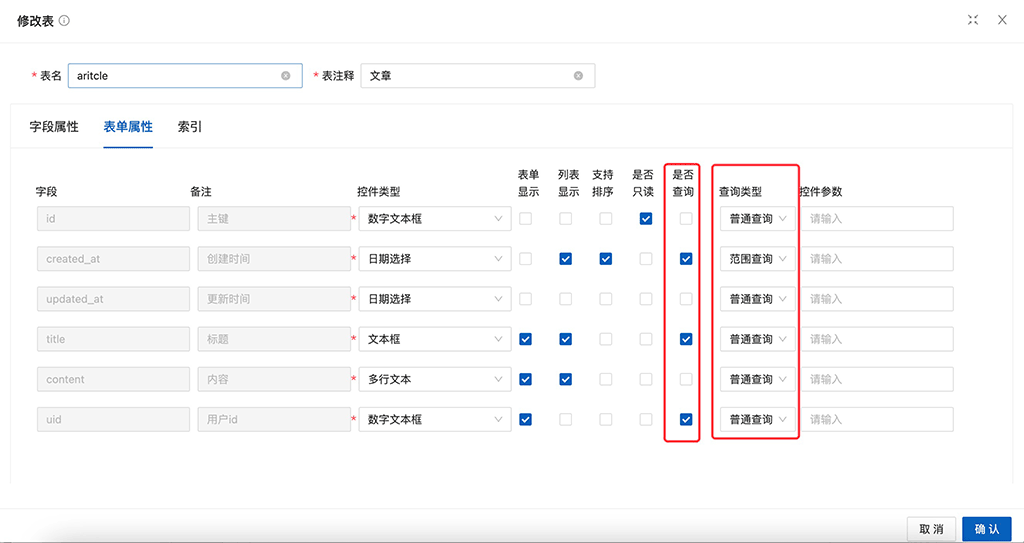 修改表
* 表名 aritcle * 表注释 文章
字段属性 表单属性 索引
字段 备注 控件类型 表单显示 列表显示 支持排序 是否只读 是否查询 查询类型 控件参数
id 主键 * 数字文本框 普通查询 请输入
created_at 创建时间 * 日期选择 范围查询 请输入
updated_at 更新时间 * 日期选择 普通查询 请输入
title 标题 * 文本框 普通查询 请输入
content 内容 * 多行文本 普通查询 请输入
uid 用户id * 数字文本框 普通查询 请输入
取消 确认